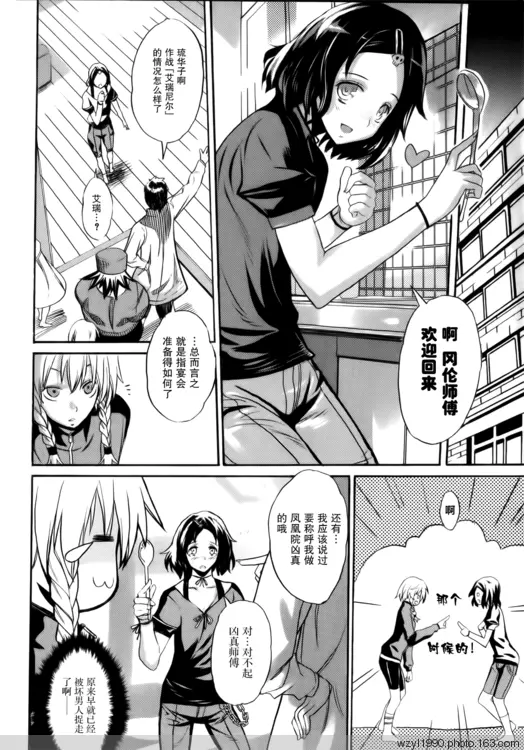 啊 冈伦师傅
欢迎回来
琉华子啊
作战「艾瑞尼尔」
的情况怎么样了
艾
瑞
…?
…总而言之
就是指宴会
准备得如何了
啊
那个
时候的!
还有…
我应该说过
要称呼我做
凤凰院凶真
的哦
对…对不起
凶真师傅
原来早就已经
被坏男人捉走
了啊——
wzyl1990.photo.163.com